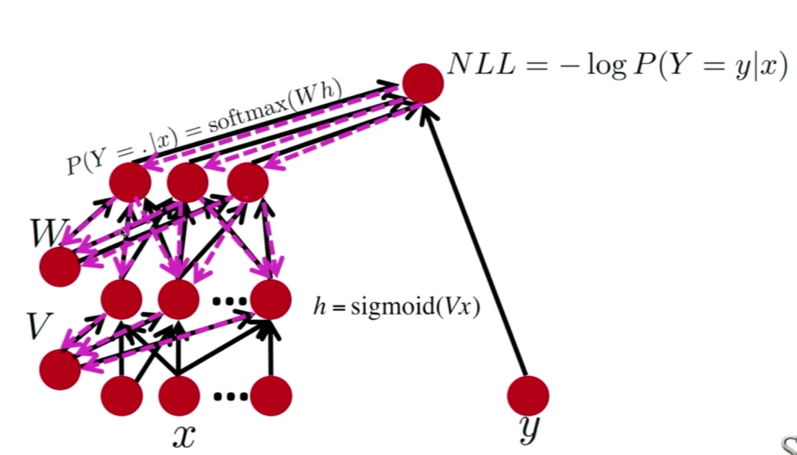 NLL = − log P(Y = y|x)
P(Y = .|x) = softmax(Wh)
W
h = sigmoid(Vx)
V
x
y
S